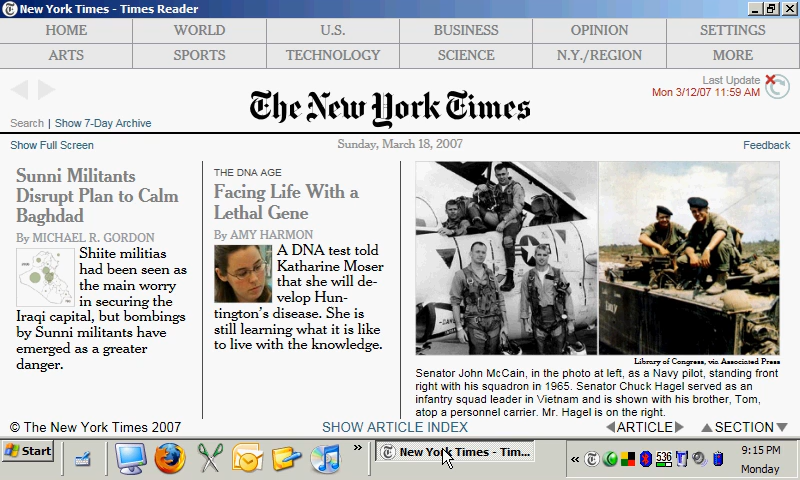 New York Times - Times Reader
HOME WORLD U.S. BUSINESS OPINION SETTINGS
ARTS SPORTS TECHNOLOGY SCIENCE N.Y./REGION MORE
Last Update
Mon 3/12/07 11:59 AM
The New York Times
Search | Show 7-Day Archive
Show Full Screen
Sunday, March 18, 2007
Feedback
Sunni Militants
Disrupt Plan to Calm
Baghdad
By MICHAEL R. GORDON
Shiite militias
had been seen as
the main worry
in securing the
Iraqi capital, but bombings
by Sunni militants have
emerged as a greater
danger.
THE DNA AGE
Facing Life With a
Lethal Gene
By AMY HARMON
A DNA test told
Katharine Moser
that she will de-
velop Hun-
tington's disease. She is
still learning what it is like
to live with the knowledge.
Library of Congress, via Associated Press
Senator John McCain, in the photo at left, as a Navy pilot, standing front
right with his squadron in 1965. Senator Chuck Hagel served as an
infantry squad leader in Vietnam and is shown with his brother, Tom,
atop a personnel carrier. Mr. Hagel is on the right.
© The New York Times 2007
SHOW ARTICLE INDEX
ARTICLE
SECTION
Start
New York Times - Tim...
536
9:15 PM
Monday